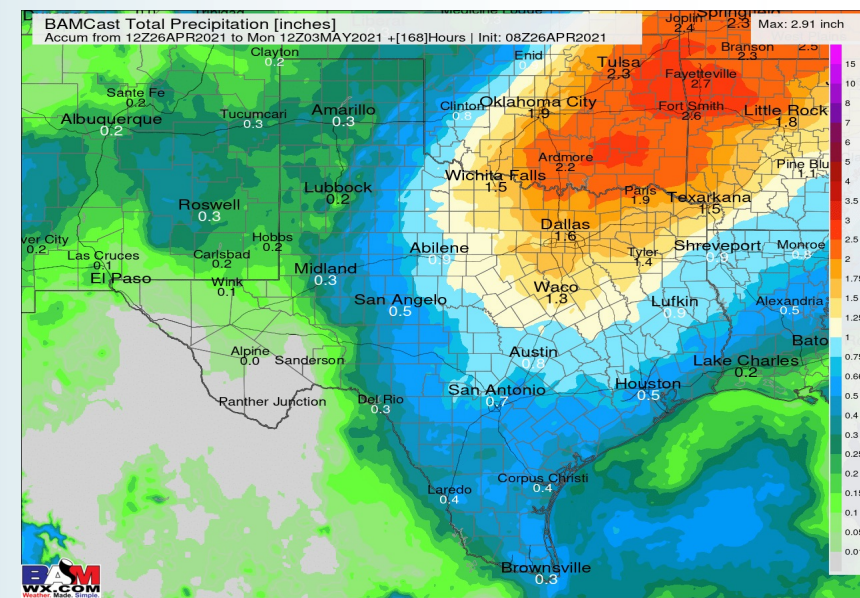 BAMCast Total Precipitation [inches]
Accum from 12Z26APR2021 to Mon 12Z03MAY2021 +[168]Hours | Init: 08Z26APR2021
Max: 2.91 inch
Joplin
2.4
2.3
Branson
2.3
2.5
Clayton
0.2
Enid
Tulsa
2.3
Fayetteville
2.7
Santa Fe
0.2
Albuquerque
0.2
Tucumcari
0.3
Amarillo
0.3
Clinton
0.8
Oklahoma City
1.9
Fort Smith
2.6
Little Rock
1.8
Ardmore
2.2
Pine Blu
1.1
Wichita Falls
1.5
Lubbock
0.2
Roswell
0.3
Paris
1.9
Texarkana
1.5
Dallas
1.6
Hobbs
0.2
ver City
0.2
Las Cruces
0.1
Carlsbad
0.2
Abilene
0.9
Tyler
1.4
Shreveport
0.9
Monroe
0.8
El Paso
Wink
0.1
Midland
0.3
San Angelo
0.5
Waco
1.3
Lufkin
0.9
Alexandria
0.5
Alpine
0.0
Sanderson
Austin
0.8
Bato
Lake Charles
0.2
Panther Junction
Del Rio
0.3
San Antonio
0.7
Houston
0.5
Laredo
0.4
Corpus Christi
0.4
Brownsville
0.3
15
10
8
7
6
5
4
3.5
3
2.5
2
1.75
1.5
1.25
1
0.75
0.60
0.5
0.4
0.3
0.25
0.2
0.15
0.1
0.05
0.0
BAM
WX.COM
Weather. Made. Simple.